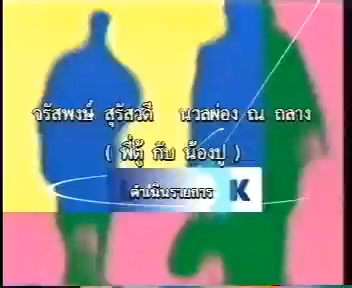 จรัสพงษ์ สุรัสวดี นวลผ่อง ณ ถลาง
( พี่ตู้ กับ น้องปู )
ดำเนินรายการ K